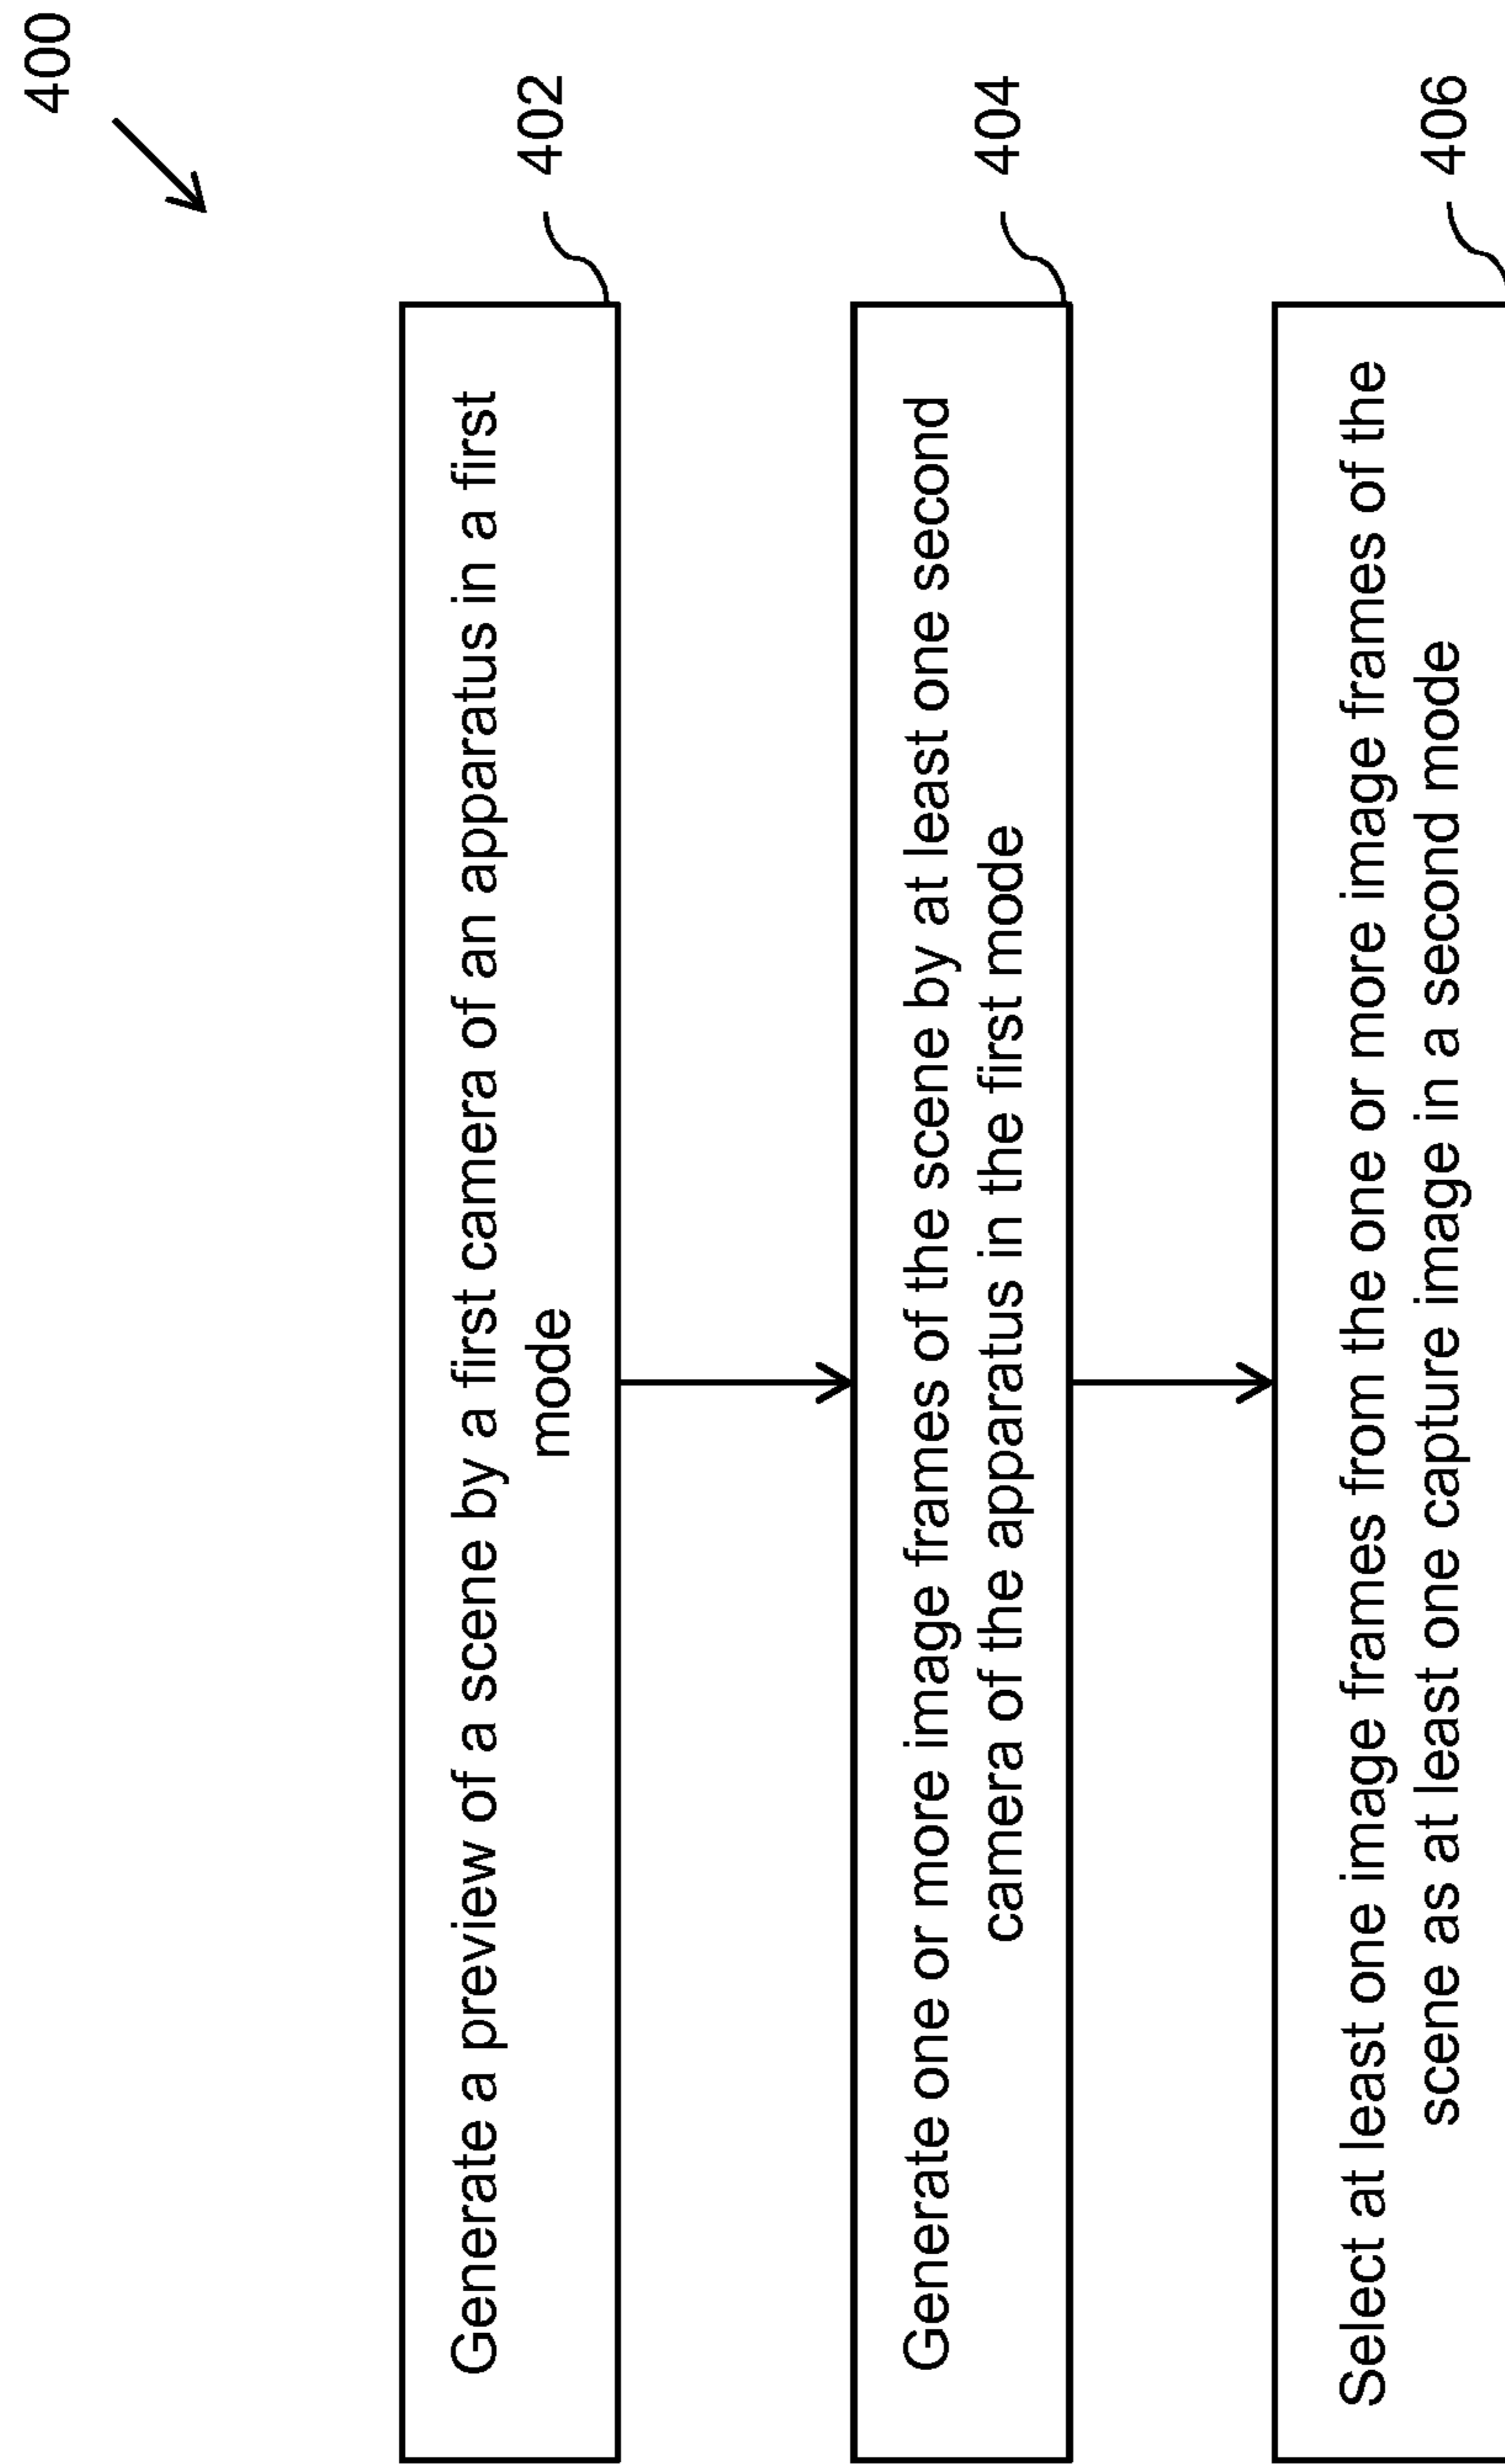 400
402
Generate a preview of a scene by a first camera of an apparatus in a first
mode
404
Generate one or more image frames of the scene by at least one second
camera of the apparatus in the first mode
406
Select at least one image frames from the one or more image frames of the
scene as at least one capture image in a second mode